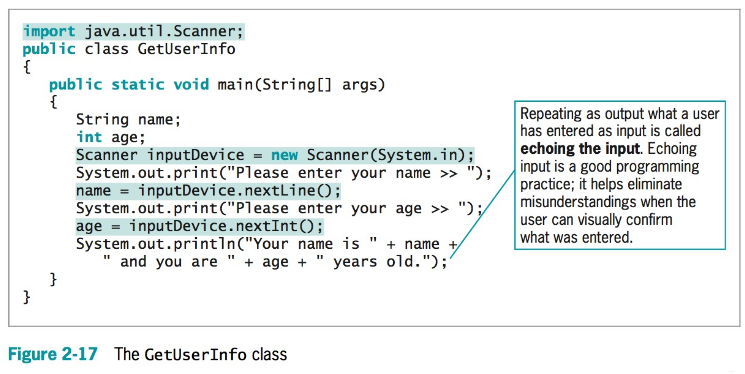 import java.util.Scanner;
public class GetUserInfo
{
   public static void main(String[] args)
   {
      String name;
      int age;
      Scanner inputDevice = new Scanner(System.in);
      System.out.print("Please enter your name >> ");
      name = inputDevice.nextLine();
      System.out.print("Please enter your age >> ");
      age = inputDevice.nextInt();
      System.out.println("Your name is " + name +
         " and you are " + age + " years old.");
   }
}
Repeating as output what a user
has entered as input is called
echoing the input. Echoing
input is a good programming
practice; it helps eliminate
misunderstandings when the
user can visually confirm
what was entered.
Figure 2-17 The GetUserInfo class